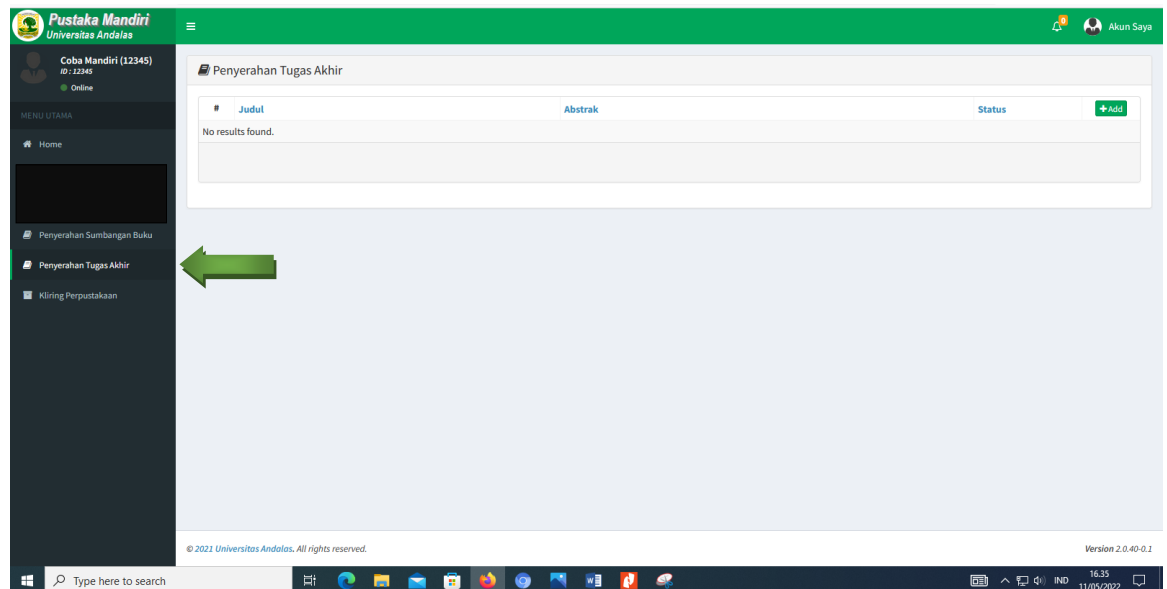 Pustaka Mandiri
Universitas Andalas
0
Akun Saya
Coba Mandiri (12345)
ID : 12345
Online
MENU UTAMA
Home
Penyerahan Sumbangan Buku
Penyerahan Tugas Akhir
Kliring Perpustakaan
Penyerahan Tugas Akhir
# Judul Abstrak Status Add
No results found.
© 2021 Universitas Andalas. All rights reserved.
Version 2.0.40-0.1
Type here to search
IND
16.35
11/05/2022